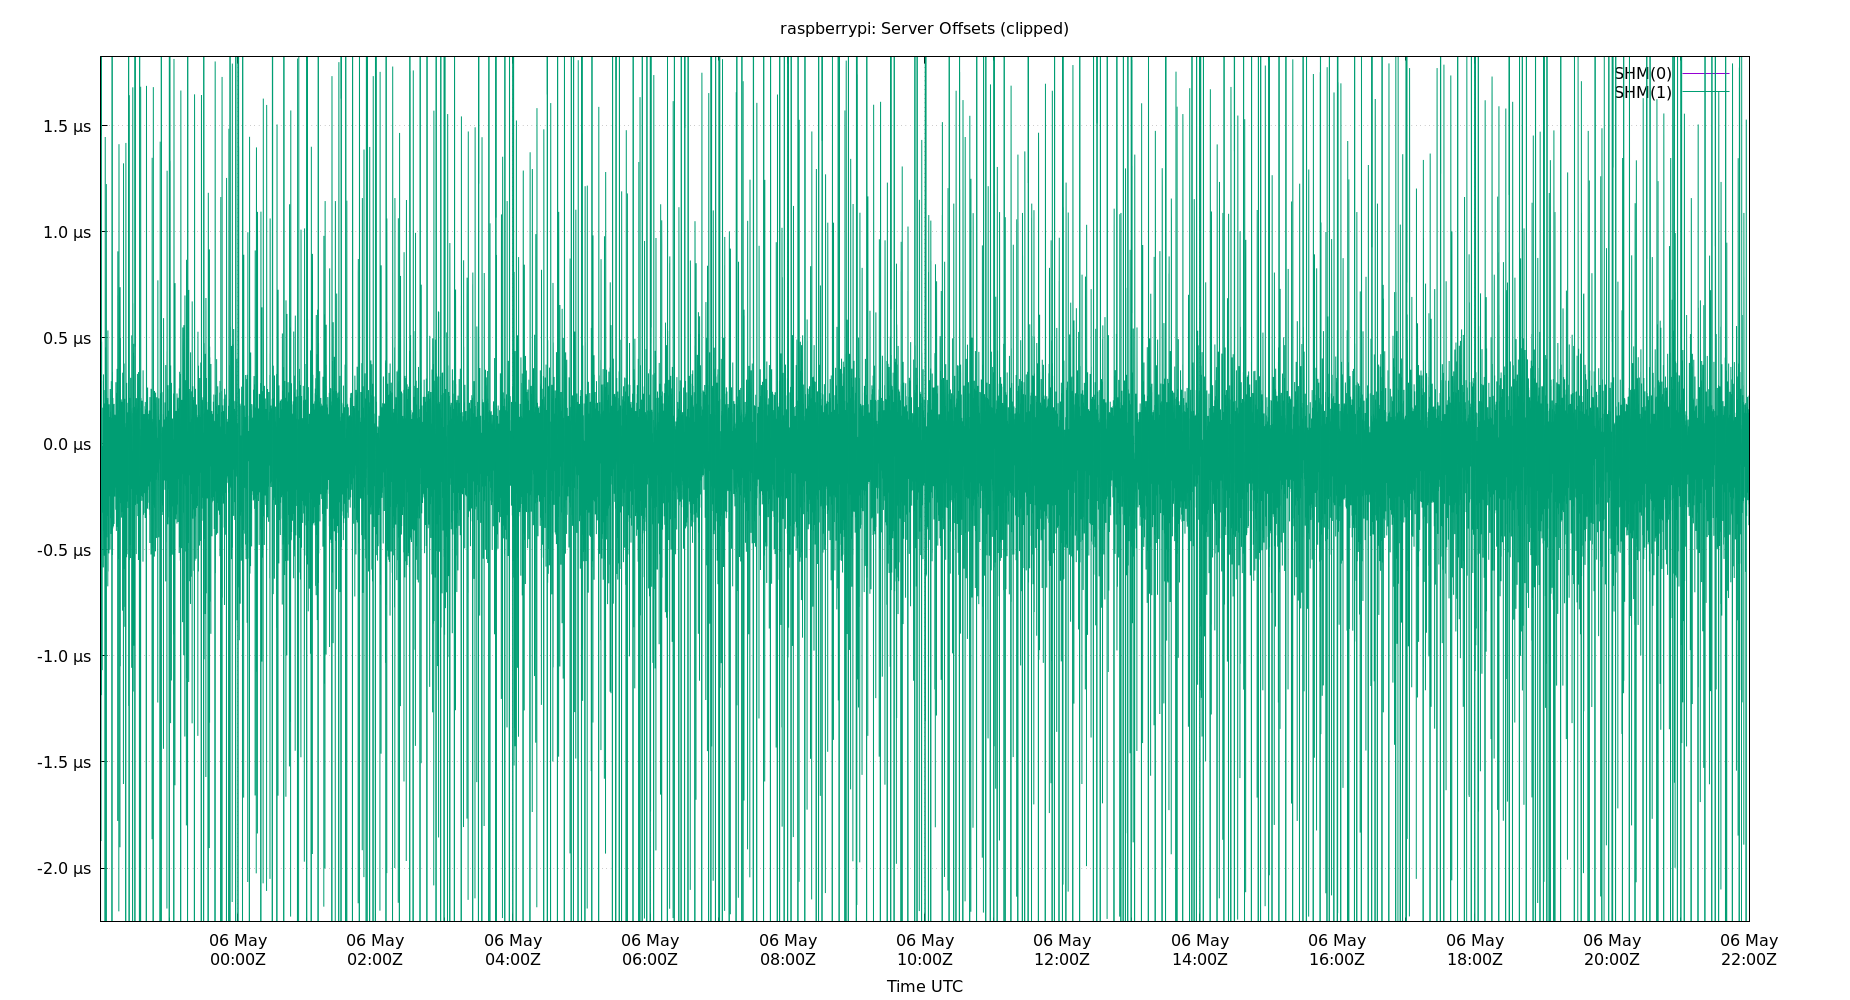 raspberrypi: Server Offsets (clipped)
SHM(0)
SHM(1)
1.5 µs
1.0 µs
0.5 µs
0.0 µs
-0.5 µs
-1.0 µs
-1.5 µs
-2.0 µs
06 May 06 May 06 May 06 May 06 May 06 May 06 May 06 May 06 May 06 May 06 May 06 May
00:00Z 02:00Z 04:00Z 06:00Z 08:00Z 10:00Z 12:00Z 14:00Z 16:00Z 18:00Z 20:00Z 22:00Z
Time UTC